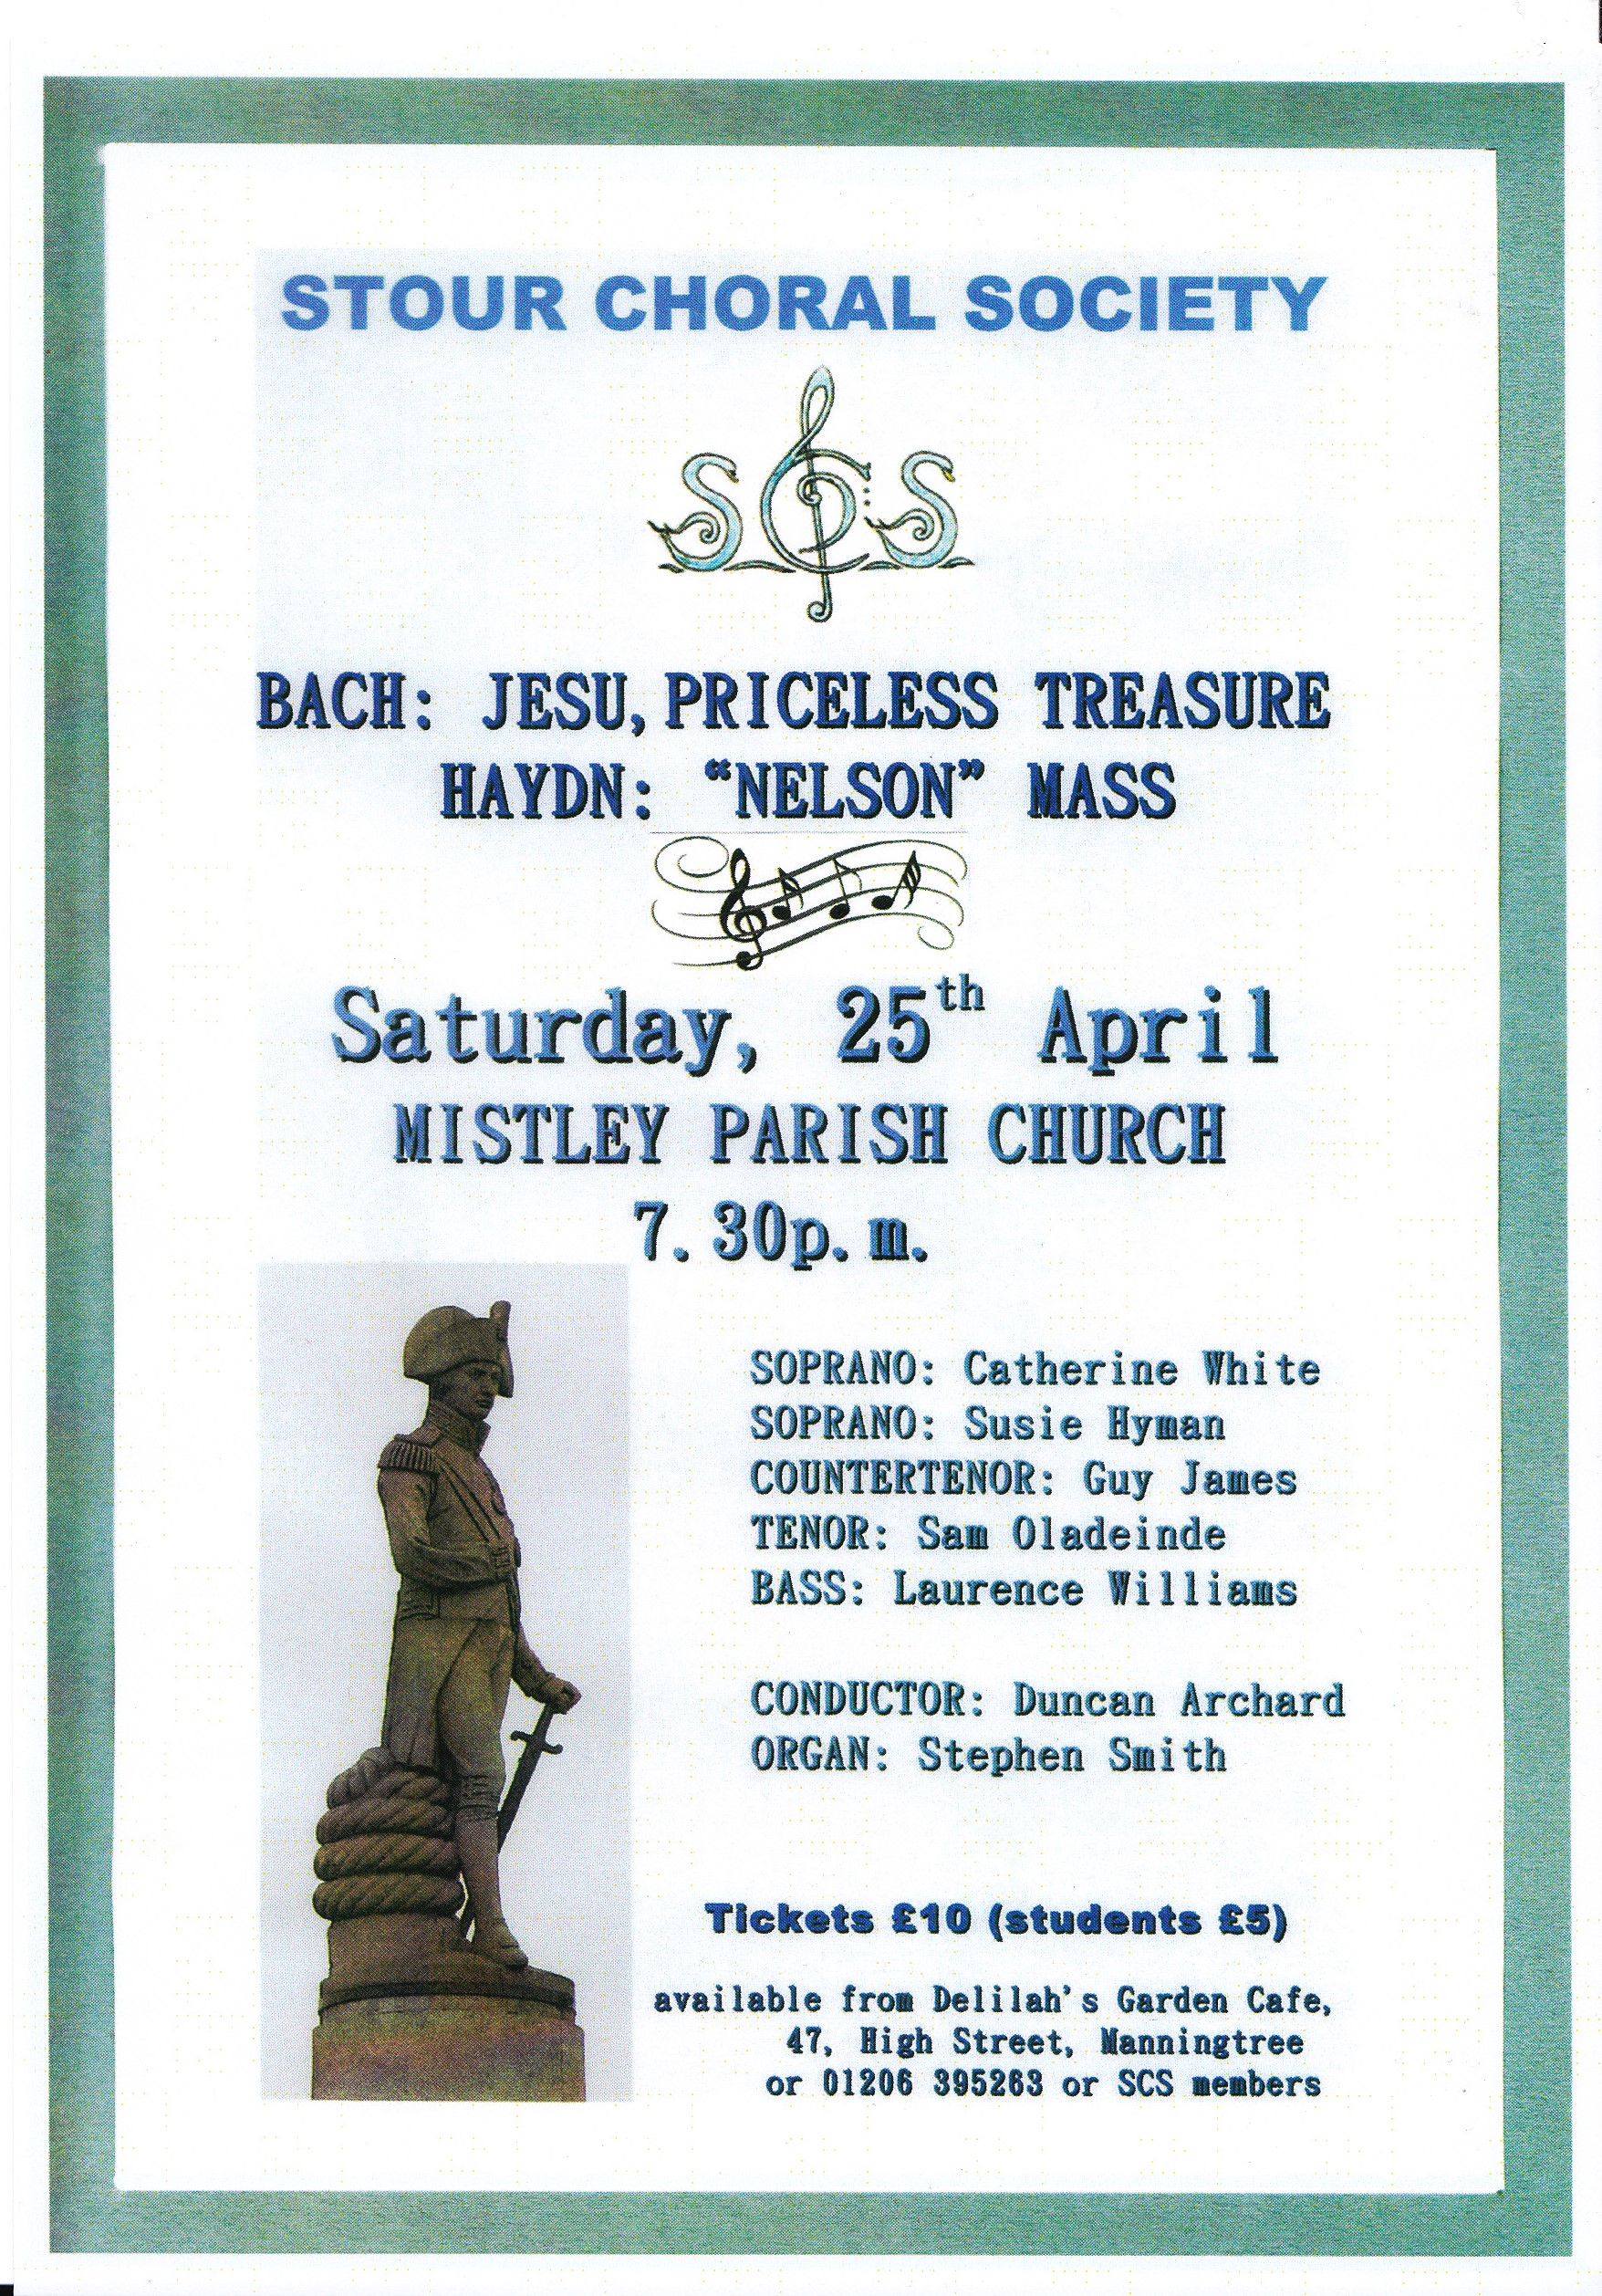 STOUR CHORAL SOCIETY
SCS
BACH: JESU, PRICELESS TREASURE
HAYDN: “NELSON” MASS
Saturday, 25th April
MISTLEY PARISH CHURCH
7.30p.m.
SOPRANO: Catherine White
SOPRANO: Susie Hyman
COUNTERTENOR: Guy James
TENOR: Sam Oladeinde
BASS: Laurence Williams
CONDUCTOR: Duncan Archard
ORGAN: Stephen Smith
Tickets £10 (students £5)
available from Delilah's Garden Cafe,
47, High Street, Manningtree
or 01206 395263 or SCS members